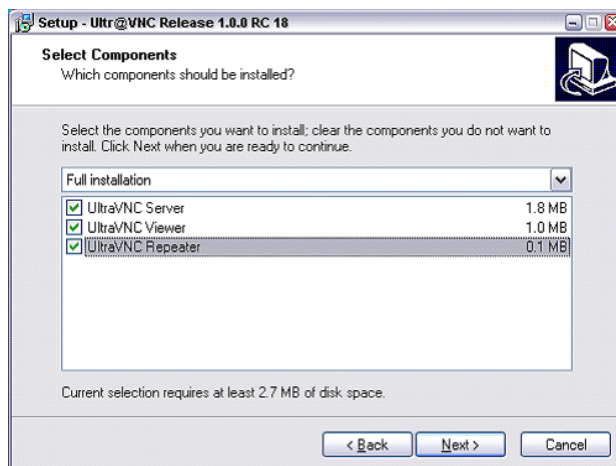 Setup - Ultr@VNC Release 1.0.0 RC 18
Select Components
Which components should be installed?
Select the components you want to install; clear the components you do not want to
install. Click Next when you are ready to continue.
Full installation
UltraVNC Server 1.8 MB
UltraVNC Viewer 1.0 MB
UltraVNC Repeater 0.1 MB
Current selection requires at least 2.7 MB of disk space.
< Back Next > Cancel